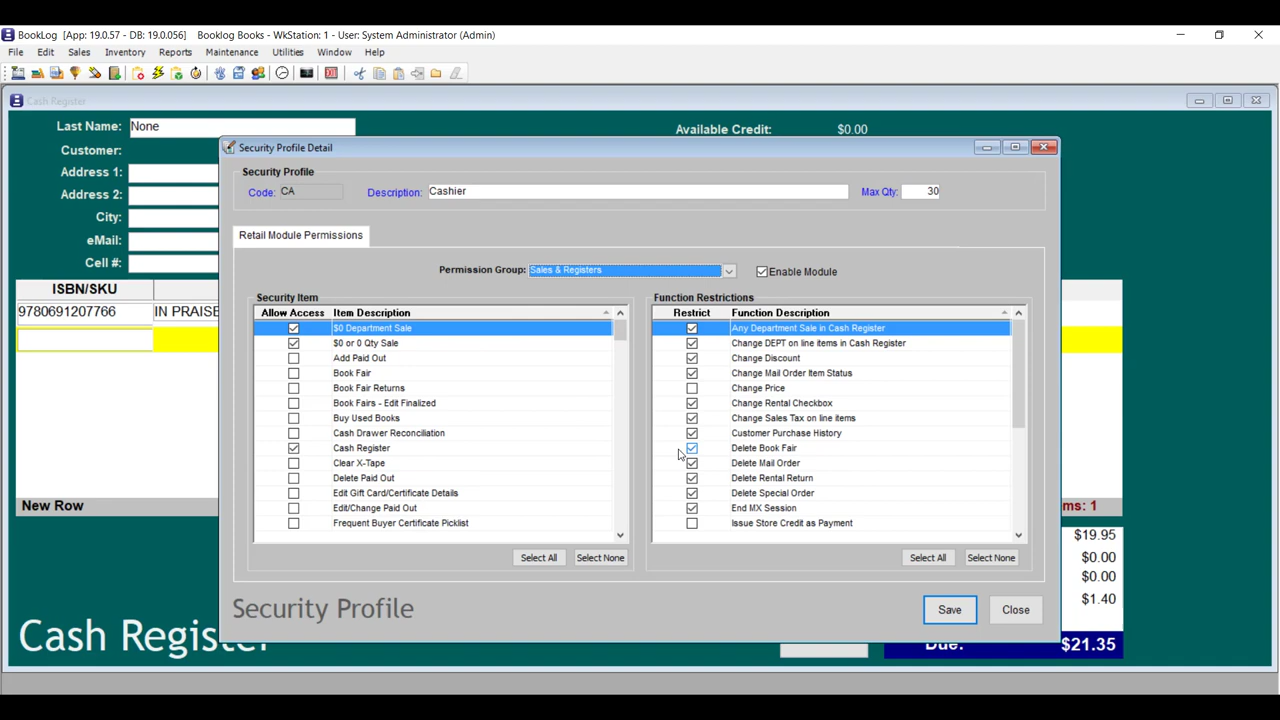 BookLog [App: 19.0.57 - DB: 19.0.056] Booklog Books - WkStation: 1 - User: System Administrator (Admin)
File Edit Sales Inventory Reports Maintenance Utilities Window Help
Cash Register
Last Name: None
Available Credit: $0.00
Customer:
Address 1:
Address 2:
City:
eMail:
Cell #:
ISBN/SKU
9780691207766 IN PRAISE
New Row
ms: 1
$19.95
$0.00
$0.00
$1.40
Cash Register
Due: $21.35
Security Profile Detail
Security Profile
Code: CA Description: Cashier Max Qty: 30
Retail Module Permissions
Permission Group: Sales & Registers Enable Module
Security Item
Allow Access Item Description
$0 Department Sale
$0 or 0 Qty Sale
Add Paid Out
Book Fair
Book Fair Returns
Book Fairs - Edit Finalized
Buy Used Books
Cash Drawer Reconciliation
Cash Register
Clear X-Tape
Delete Paid Out
Edit Gift Card/Certificate Details
Edit/Change Paid Out
Frequent Buyer Certificate Picklist
Select All Select None
Function Restrictions
Restrict Function Description
Any Department Sale in Cash Register
Change DEPT on line items in Cash Register
Change Discount
Change Mail Order Item Status
Change Price
Change Rental Checkbox
Change Sales Tax on line items
Customer Purchase History
Delete Book Fair
Delete Mail Order
Delete Rental Return
Delete Special Order
End MX Session
Issue Store Credit as Payment
Select All Select None
Security Profile
Save Close